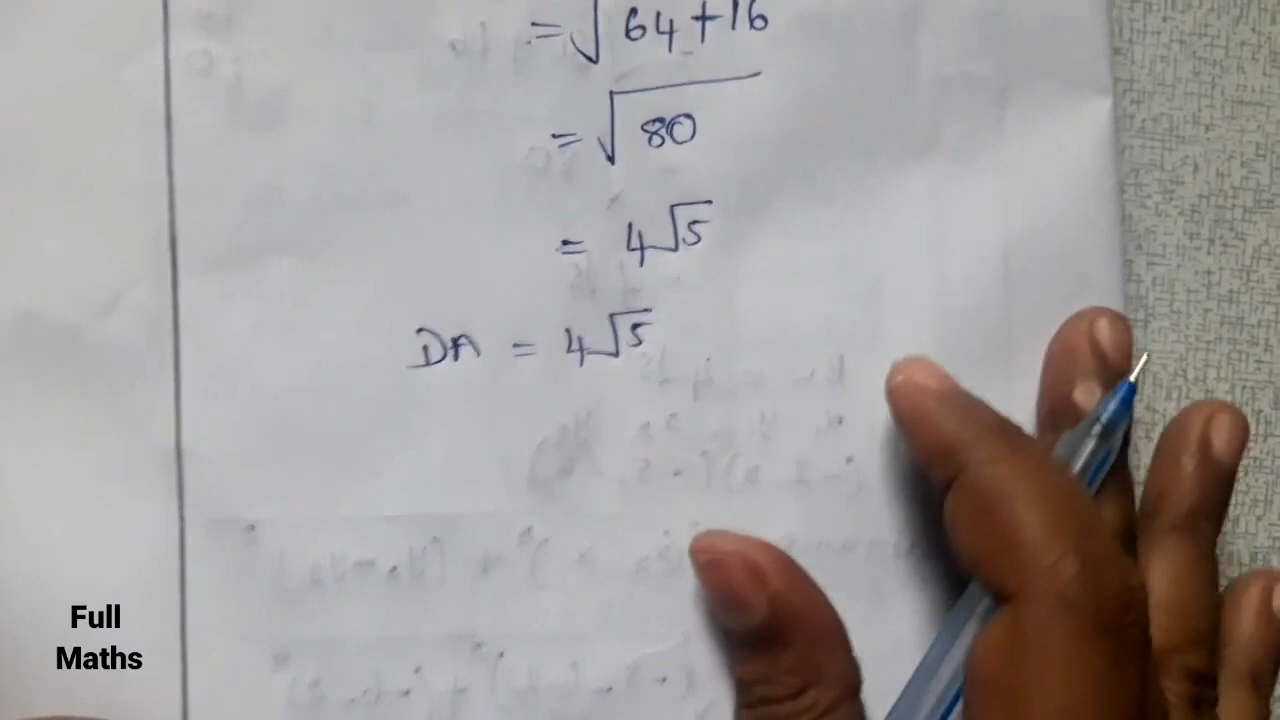 = √64+16
= √80
= 4√5
DA = 4√5
Full
Maths